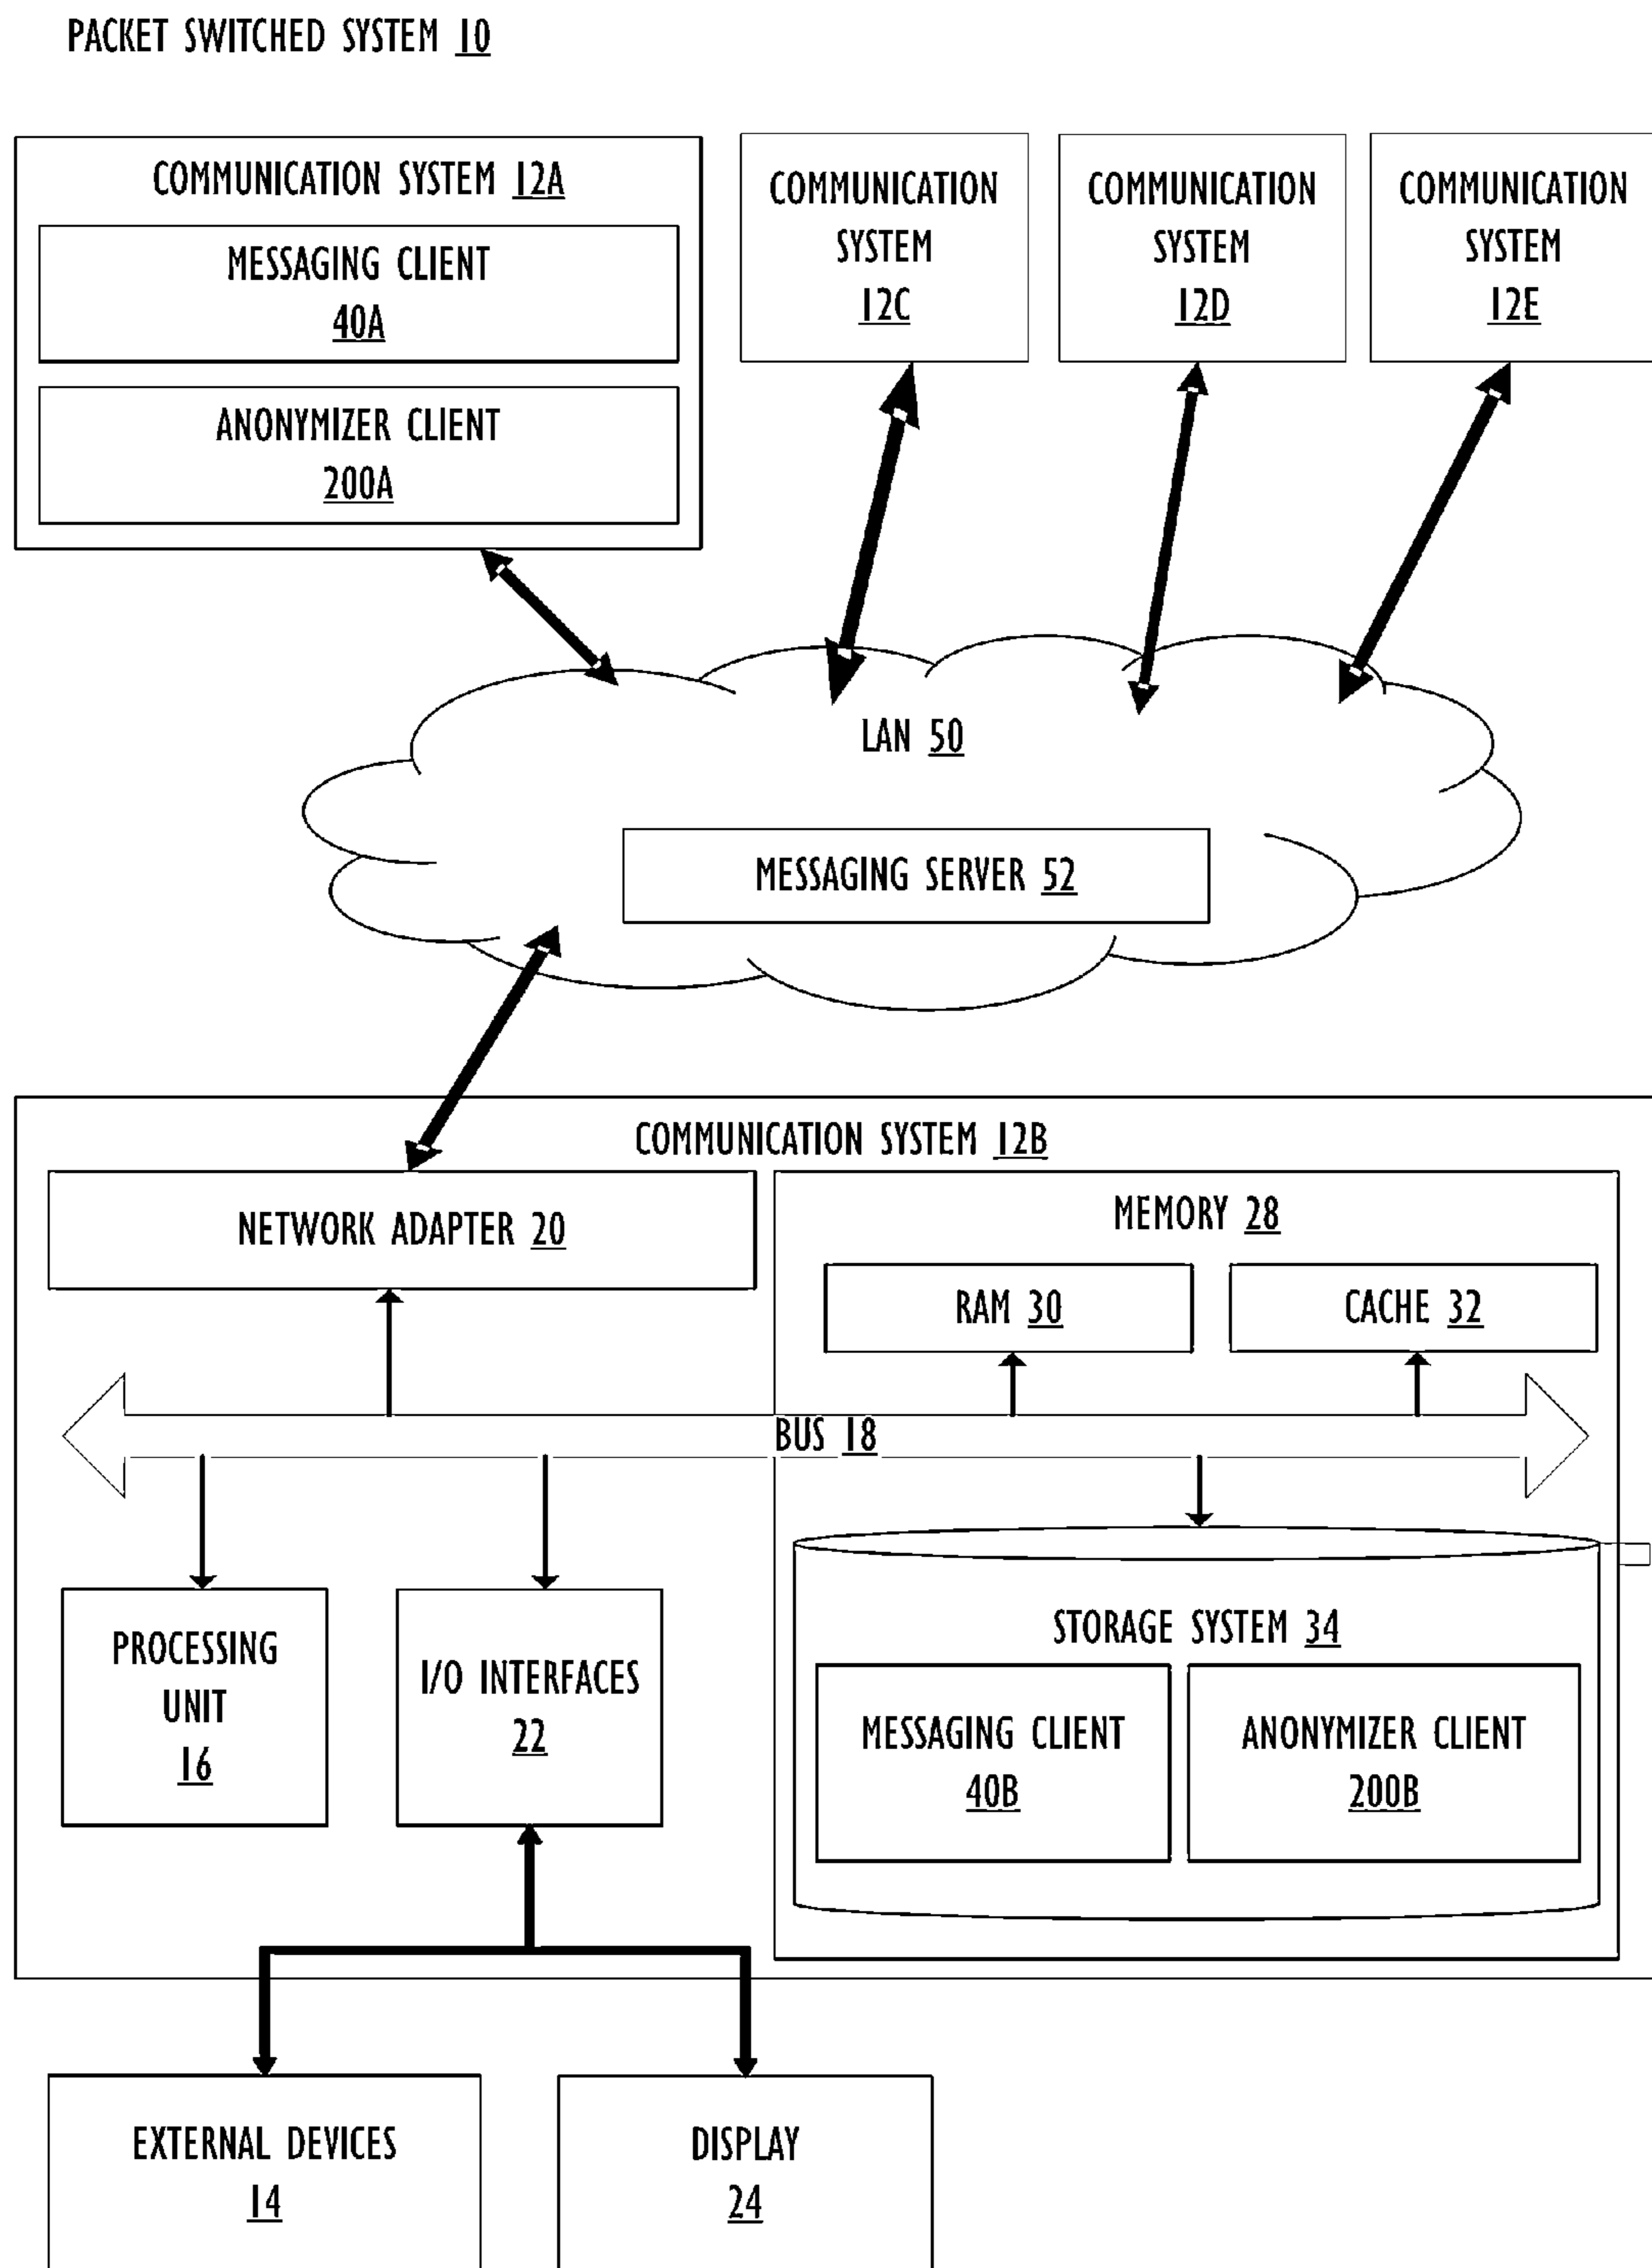 PACKET SWITCHED SYSTEM 10
COMMUNICATION SYSTEM 12A
MESSAGING CLIENT
40A
ANONYMIZER CLIENT
200A
COMMUNICATION
SYSTEM
12C
COMMUNICATION
SYSTEM
12D
COMMUNICATION
SYSTEM
12E
LAN 50
MESSAGING SERVER 52
COMMUNICATION SYSTEM 12B
NETWORK ADAPTER 20
MEMORY 28
RAM 30
CACHE 32
BUS 18
PROCESSING
UNIT
16
I/O INTERFACES
22
STORAGE SYSTEM 34
MESSAGING CLIENT
40B
ANONYMIZER CLIENT
200B
EXTERNAL DEVICES
14
DISPLAY
24